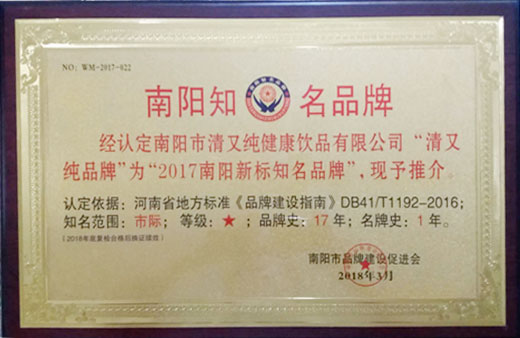 NO: WM-2017-022
南阳知 名品牌
经认定南阳市清又纯健康饮品有限公司“清又
纯品牌”为“2017南阳新标知名品牌”，现予推介。
认定依据：河南省地方标准《品牌建设指南》DB41/T1192-2016；
知名范围：市际；等级：★；品牌史：17年；名牌史：1年。
(2018年底复检合格后换证续效)
南阳市品牌建设促进会
2018年3月